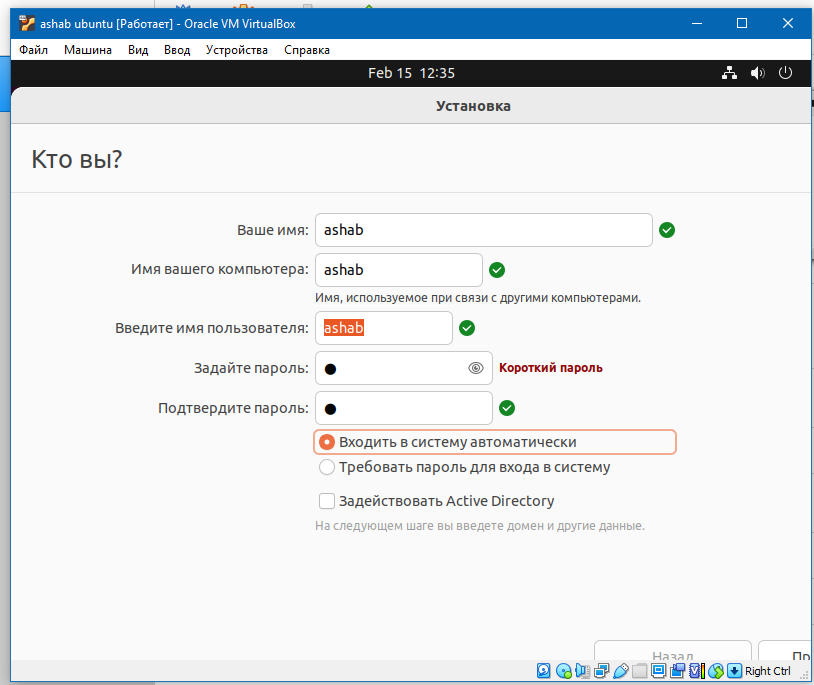 ashab ubuntu [Работает] - Oracle VM VirtualBox
Файл Машина Вид Ввод Устройства Справка
Feb 15 12:35
Установка
Кто вы?
Ваше имя: ashab
Имя вашего компьютера: ashab
Имя, используемое при связи с другими компьютерами.
Введите имя пользователя: ashab
Задайте пароль: ● Короткий пароль
Подтвердите пароль: ●
Входить в систему автоматически
Требовать пароль для входа в систему
Задействовать Active Directory
На следующем шаге вы введете домен и другие данные.
Назад
Right Ctrl